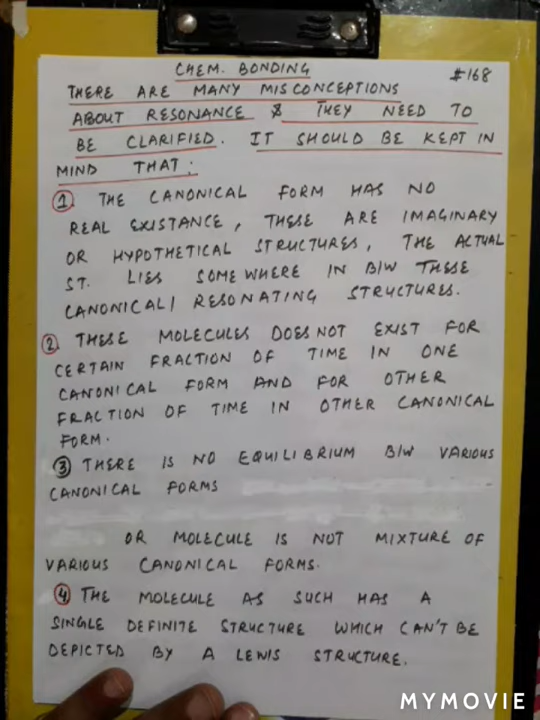 CHEM. BONDING
#168
THERE ARE MANY MISCONCEPTIONS
ABOUT RESONANCE & THEY NEED TO
BE CLARIFIED. IT SHOULD BE KEPT IN
MIND THAT:
1 THE CANONICAL FORM HAS NO
REAL EXISTANCE, THESE ARE IMAGINARY
OR HYPOTHETICAL STRUCTURES, THE ACTUAL
ST. LIES SOMEWHERE IN B/W THESE
CANONICAL/ RESONATING STRUCTURES.
2 THESE MOLECULES DOES NOT EXIST FOR
CERTAIN FRACTION OF TIME IN ONE
CANONICAL FORM AND FOR OTHER
FRACTION OF TIME IN OTHER CANONICAL
FORM.
3 THERE IS NO EQUILIBRIUM B/W VARIOUS
CANONICAL FORMS
OR MOLECULE IS NOT MIXTURE OF
VARIOUS CANONICAL FORMS.
4 THE MOLECULE AS SUCH HAS A
SINGLE DEFINITE STRUCTURE WHICH CAN'T BE
DEPICTED BY A LEWIS STRUCTURE.
MYMOVIE